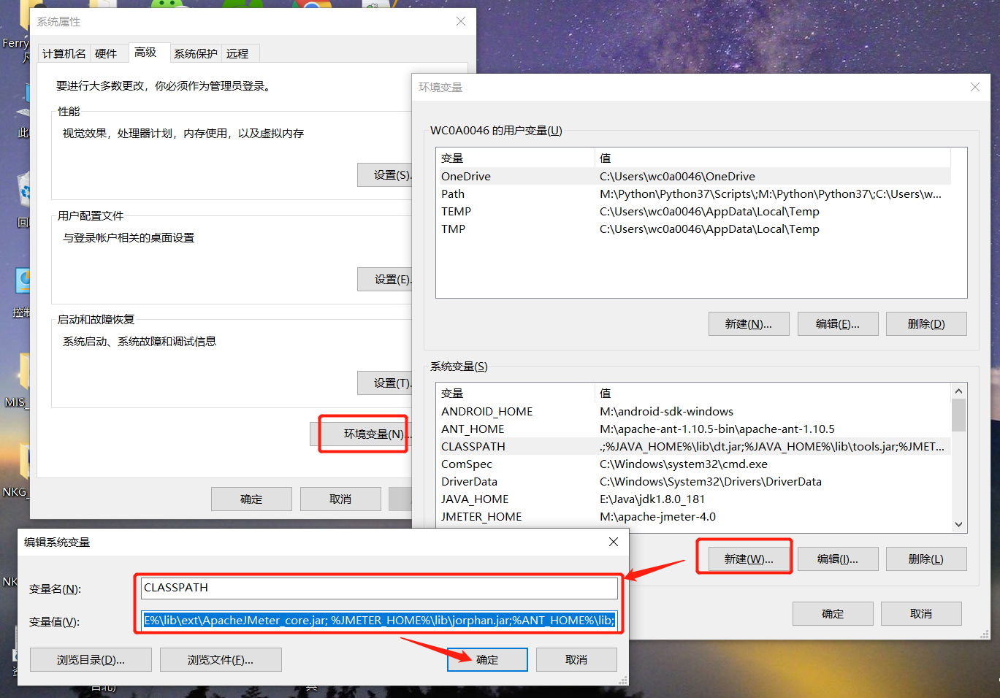 系统属性
Ferry
计算机名 硬件 高级 系统保护 远程
要进行大多数更改，你必须作为管理员登录。
性能
视觉效果，处理器计划，内存使用，以及虚拟内存
设置(S)...
用户配置文件
与登录帐户相关的桌面设置
设置(E)...
启动和故障恢复
系统启动、系统故障和调试信息
设置(T)...
环境变量(N)...
确定 取消
此
回
控制
MIS_
NKG_
NK
环境变量
WC0A0046 的用户变量(U)
变量 值
OneDrive C:\Users\wc0a0046\OneDrive
Path M:\Python\Python37\Scripts\;M:\Python\Python37\;C:\Users\w...
TEMP C:\Users\wc0a0046\AppData\Local\Temp
TMP C:\Users\wc0a0046\AppData\Local\Temp
新建(N)... 编辑(E)... 删除(D)
系统变量(S)
变量 值
ANDROID_HOME M:\android-sdk-windows
ANT_HOME M:\apache-ant-1.10.5-bin\apache-ant-1.10.5
CLASSPATH .;%JAVA_HOME%\lib\dt.jar;%JAVA_HOME%\lib\tools.jar;%JMET...
ComSpec C:\Windows\system32\cmd.exe
DriverData C:\Windows\System32\Drivers\DriverData
JAVA_HOME E:\Java\jdk1.8.0_181
JMETER_HOME M:\apache-jmeter-4.0
新建(W)... 编辑(I)... 删除(L)
确定 取消
编辑系统变量
变量名(N): CLASSPATH
变量值(V): E%\lib\ext\ApacheJMeter_core.jar; %JMETER_HOME%\lib\jorphan.jar;%ANT_HOME%\lib;
浏览目录(D)... 浏览文件(F)... 确定 取消